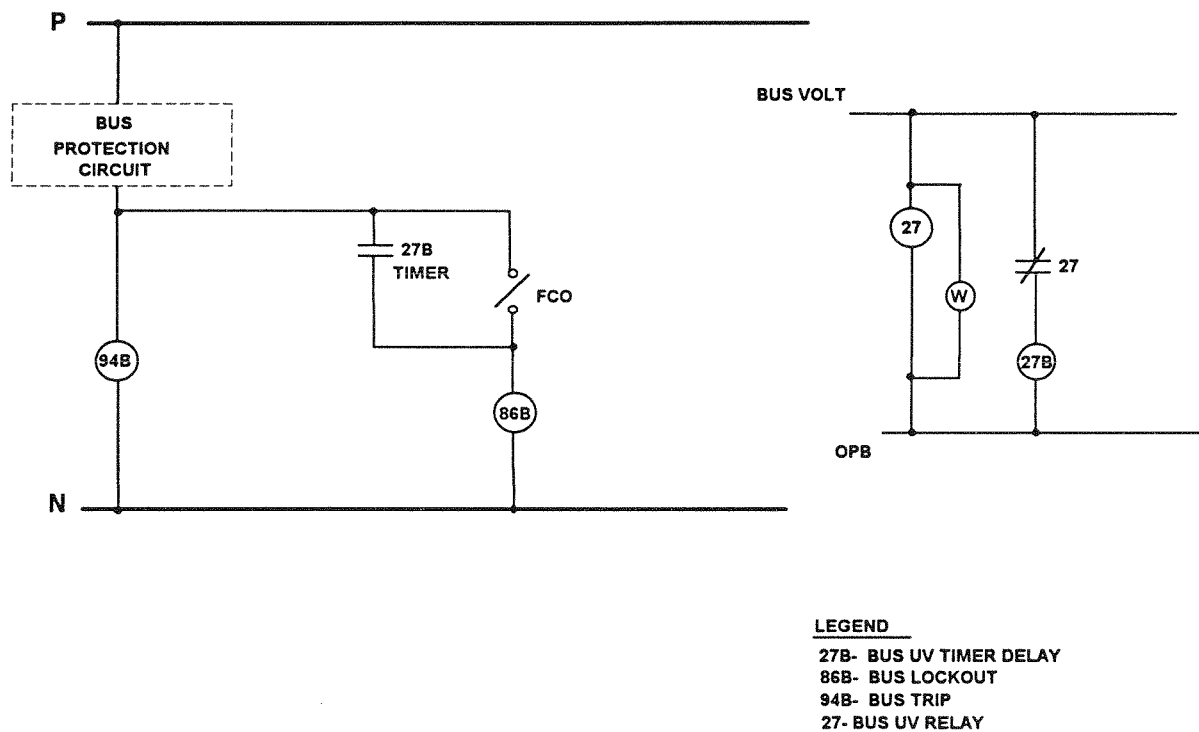 P
BUS
PROTECTION
CIRCUIT
27B
TIMER
FCO
94B
86B
N
BUS VOLT
27
W
27
27B
OPB
LEGEND
27B- BUS UV TIMER DELAY
86B- BUS LOCKOUT
94B- BUS TRIP
27- BUS UV RELAY